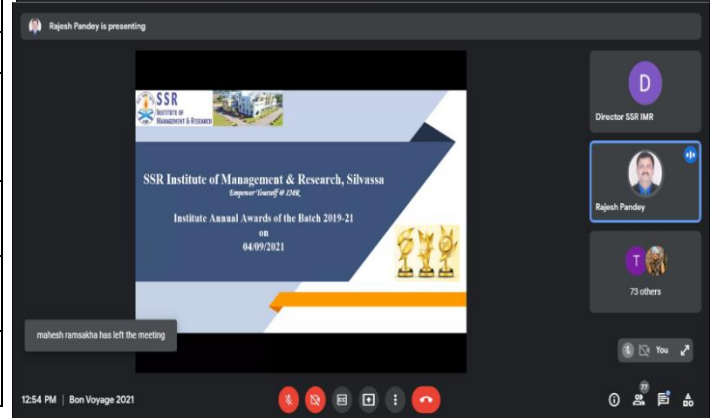 Rajesh Pandey is presenting
SSR
INSTITUTE OF
MANAGEMENT & RESEARCH
SSR Institute of Management & Research, Silvassa
Empower Yourself @ IMR
Institute Annual Awards of the Batch 2019-21
on
04/09/2021
D
Director SSR IMR
Rajesh Pandey
T
73 others
mahesh ramsakha has left the meeting
You
12:54 PM | Bon Voyage 2021
77